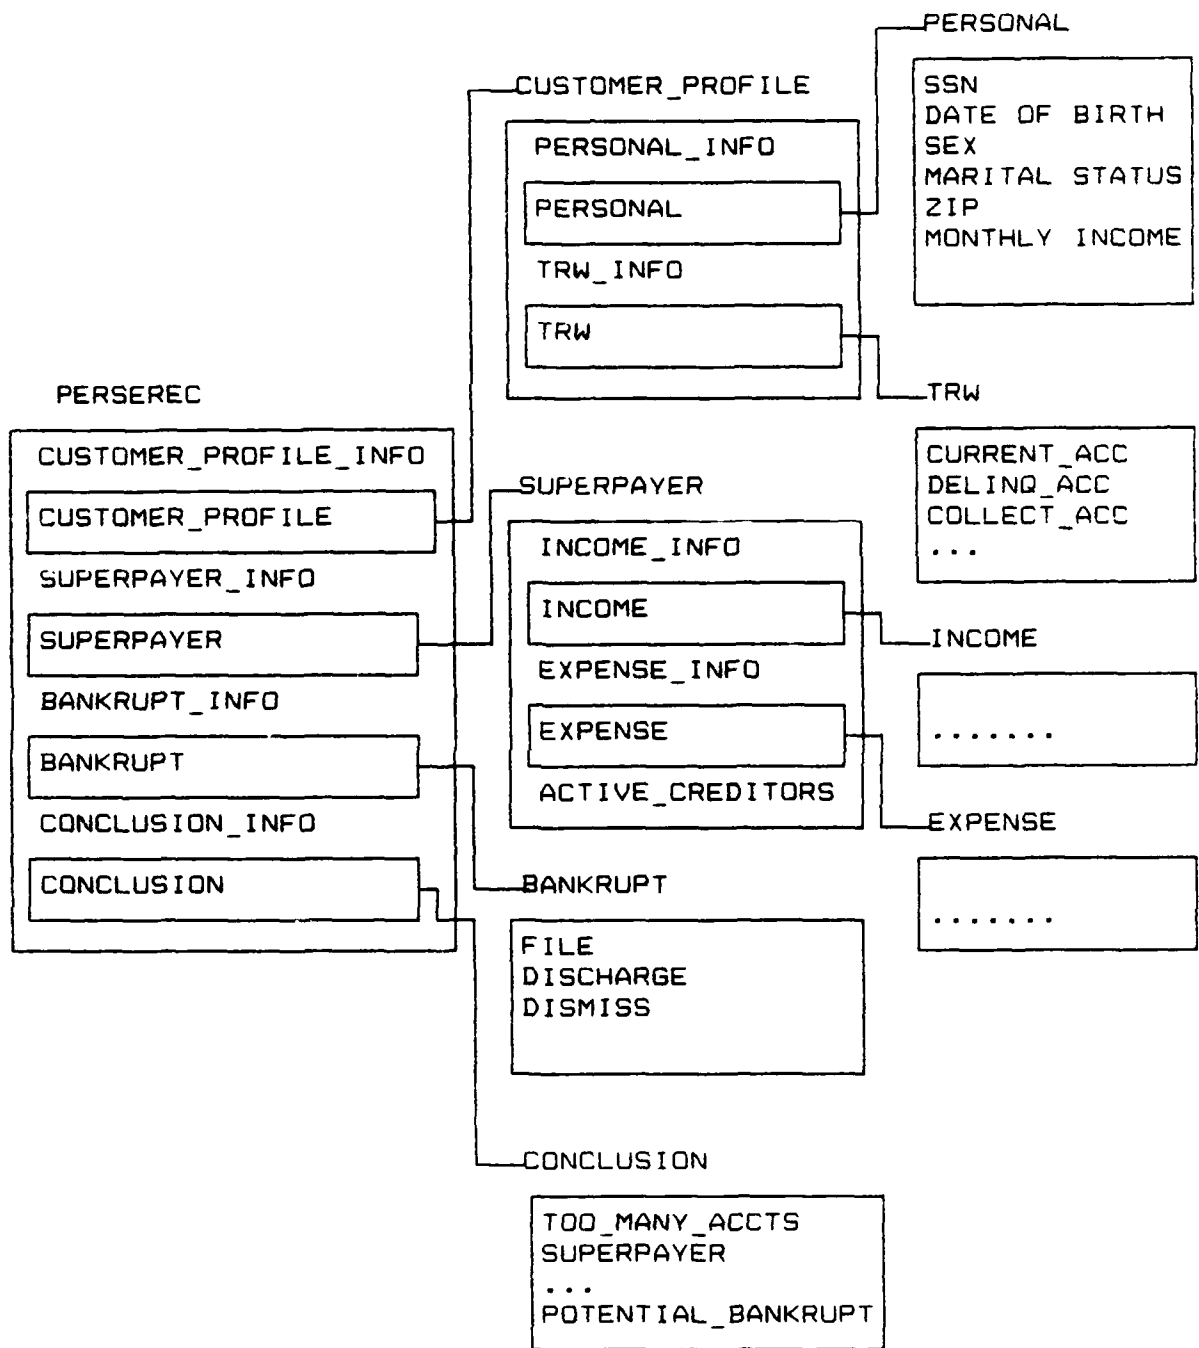 PERSEREC
CUSTOMER_PROFILE_INFO
CUSTOMER_PROFILE
SUPERPAYER_INFO
SUPERPAYER
BANKRUPT_INFO
BANKRUPT
CONCLUSION_INFO
CONCLUSION
CUSTOMER_PROFILE
PERSONAL_INFO
PERSONAL
TRW_INFO
TRW
SUPERPAYER
INCOME_INFO
INCOME
EXPENSE_INFO
EXPENSE
ACTIVE_CREDITORS
BANKRUPT
FILE
DISCHARGE
DISMISS
CONCLUSION
TOO_MANY_ACCTS
SUPERPAYER
...
POTENTIAL_BANKRUPT
PERSONAL
SSN
DATE OF BIRTH
SEX
MARITAL STATUS
ZIP
MONTHLY INCOME
TRW
CURRENT_ACC
DELINQ_ACC
COLLECT_ACC
...
INCOME
.......
EXPENSE
.......